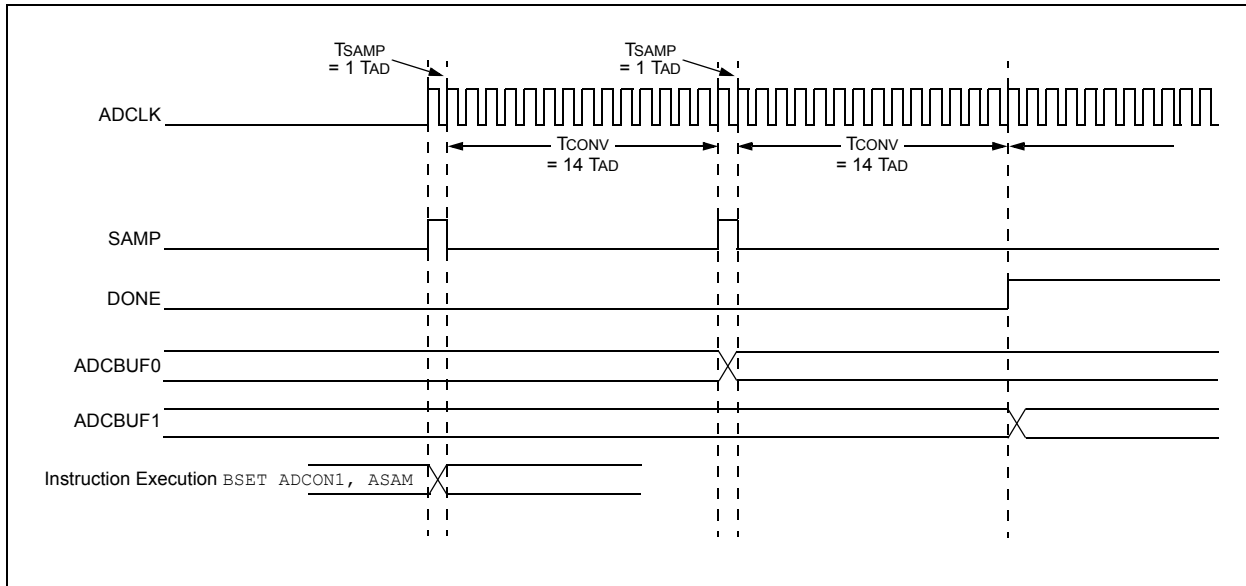 TSAMP
= 1 TAD
TSAMP
= 1 TAD
ADCLK
TCONV
= 14 TAD
TCONV
= 14 TAD
SAMP
DONE
ADCBUF0
ADCBUF1
Instruction Execution BSET ADCON1, ASAM